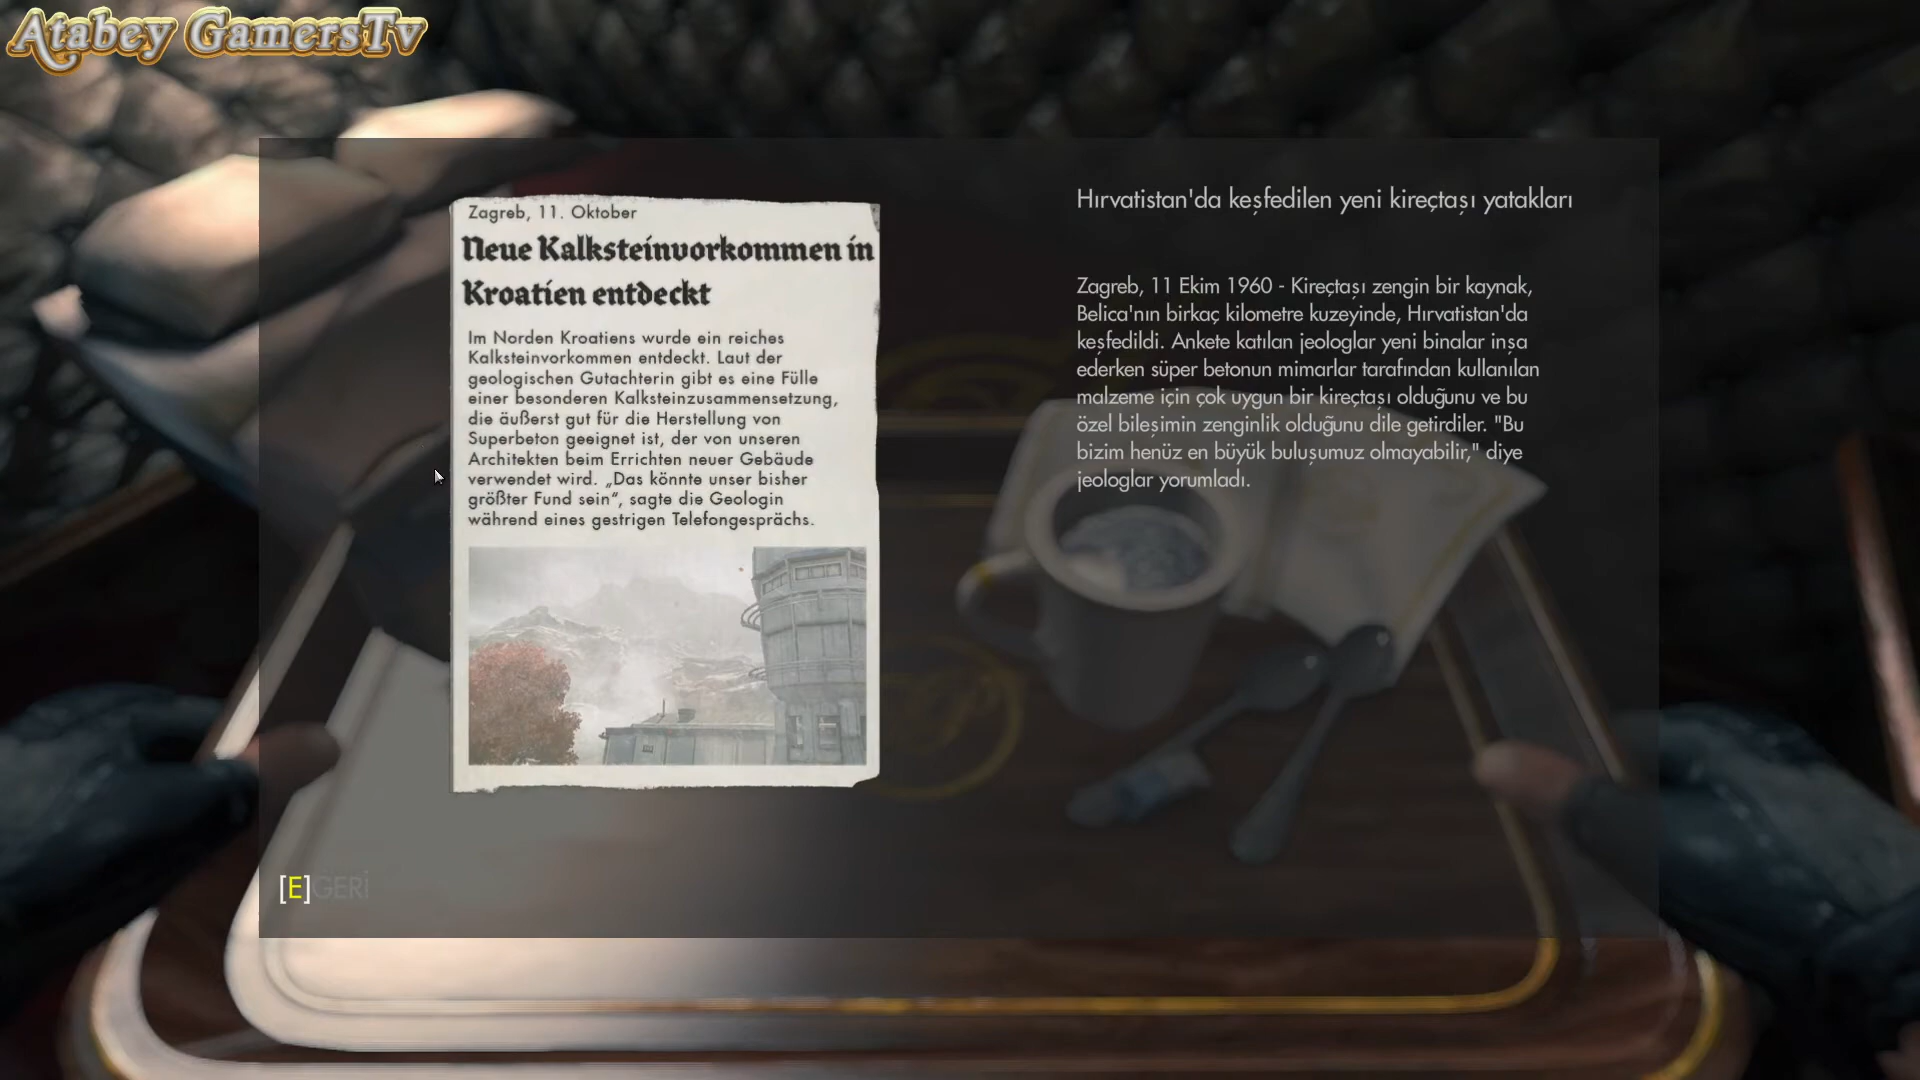 Atabey GamersTv
Zagreb, 11. Oktober
Neue Kalksteinvorkommen in
Kroatien entdeckt
Im Norden Kroatiens wurde ein reiches
Kalksteinvorkommen entdeckt. Laut der
geologischen Gutachterin gibt es eine Fülle
einer besonderen Kalksteinzusammensetzung,
die äußerst gut für die Herstellung von
Superbeton geeignet ist, der von unseren
Architekten beim Errichten neuer Gebäude
verwendet wird. „Das könnte unser bisher
größter Fund sein“, sagte die Geologin
während eines gestrigen Telefongesprächs.
Hırvatistan'da keşfedilen yeni kireçtaşı yatakları
Zagreb, 11 Ekim 1960 - Kireçtaşı zengin bir kaynak,
Belica'nın birkaç kilometre kuzeyinde, Hırvatistan'da
keşfedildi. Ankete katılan jeologlar yeni binalar inşa
ederken süper betonun mimarlar tarafından kullanılan
malzeme için çok uygun bir kireçtaşı olduğunu ve bu
özel bileşimin zenginlik olduğunu dile getirdiler. "Bu
bizim henüz en büyük buluşumuz olmayabilir," diye
jeologlar yorumladı.
[E]GERİ